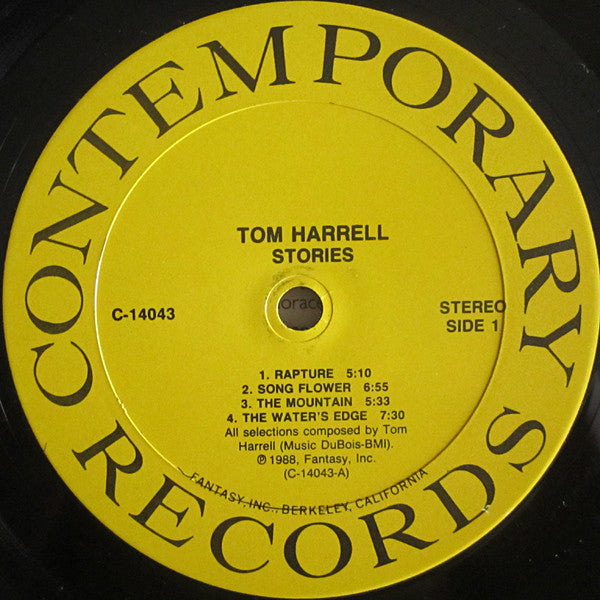 CONTEMPORARY RECORDS
TOM HARRELL
STORIES
C-14043
STEREO
SIDE 1
1. RAPTURE 5:10
2. SONG FLOWER 6:55
3. THE MOUNTAIN 5:33
4. THE WATER'S EDGE 7:30
All selections composed by Tom
Harrell (Music DuBois-BMI).
℗ 1988, Fantasy, Inc.
(C-14043-A)
FANTASY, INC., BERKELEY, CALIFORNIA